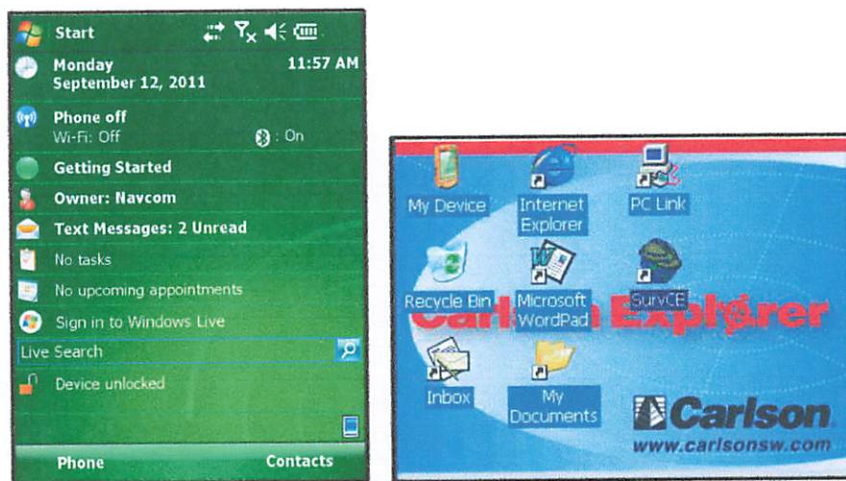 Start
Monday
11:57 AM
September 12, 2011
Phone off
Wi-Fi: Off
: On
Getting Started
Owner: Navcom
Text Messages: 2 Unread
No tasks
No upcoming appointments
Sign in to Windows Live
Live Search
Device unlocked
Phone
Contacts
My Device
Internet
Explorer
PC Link
Recycle Bin
Microsoft
WordPad
SurvCE
Carlson Explorer
Inbox
My
Documents
Carlson
www.carlsonsw.com